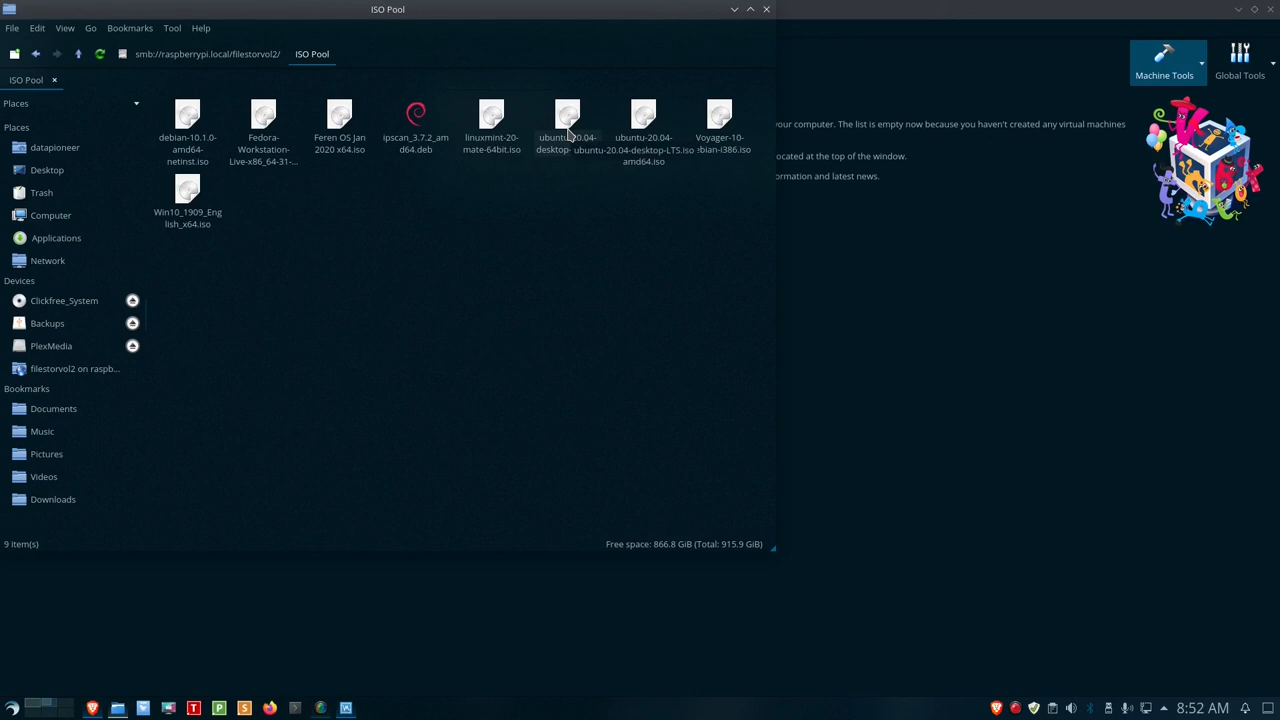 ISO Pool
File Edit View Go Bookmarks Tool Help
smb://raspberrypi.local/filestorvol2/ ISO Pool
Machine Tools
Global Tools
ISO Pool
Places
Places
datapioneer
Desktop
Trash
Computer
Applications
Network
Devices
Clickfree_System
Backups
PlexMedia
filestorvol2 on raspb...
Bookmarks
Documents
Music
Pictures
Videos
Downloads
debian-10.1.0-
amd64-
netinst.iso
Fedora-
Workstation-
Live-x86_64-31-...
Feren OS Jan
2020 x64.iso
ipscan_3.7.2_am
d64.deb
linuxmint-20-
mate-64bit.iso
desktop-
ubuntu-20.04-desktop-LTS.iso
ubuntu-20.04-
amd64.iso
Voyager-10-
ebian-i386.iso
Win10_1909_Eng
lish_x64.iso
your computer. The list is empty now because you haven't created any virtual machines
ocated at the top of the window.
ormation and latest news.
9 item(s)
Free space: 866.8 GiB (Total: 915.9 GiB)
8:52 AM